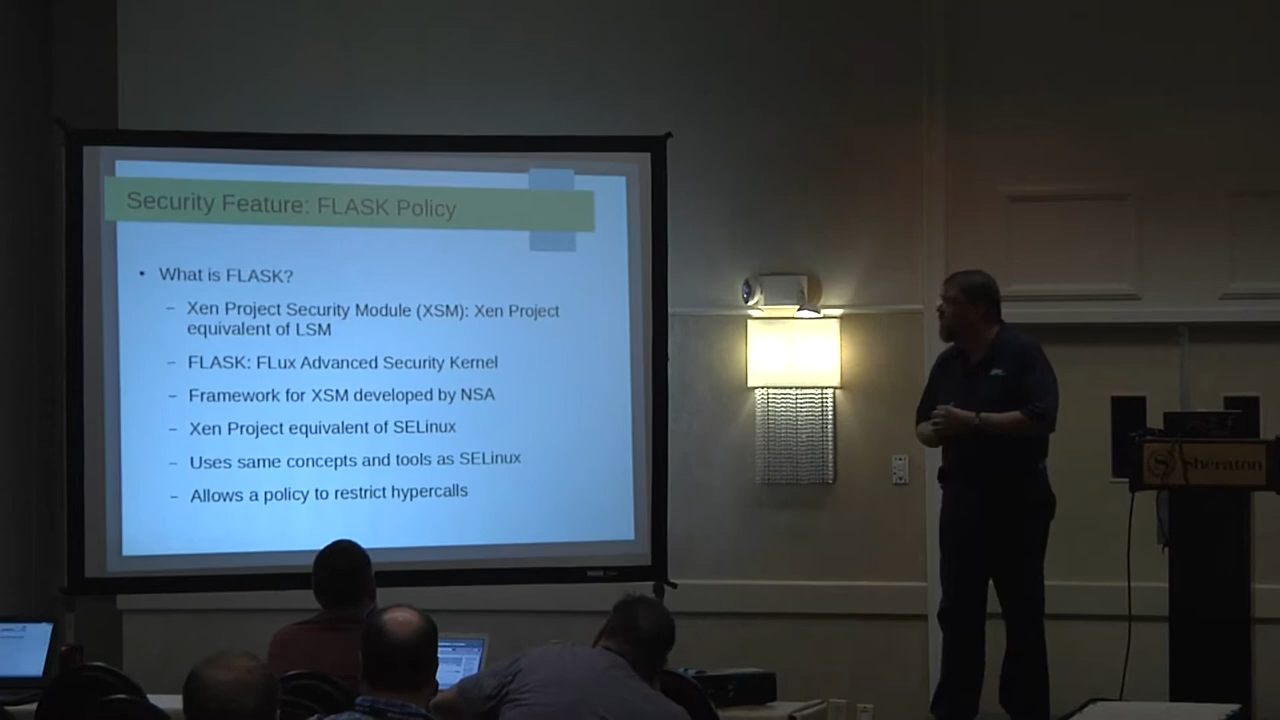 Security Feature: FLASK Policy
• What is FLASK?
– Xen Project Security Module (XSM): Xen Project
equivalent of LSM
– FLASK: FLux Advanced Security Kernel
– Framework for XSM developed by NSA
– Xen Project equivalent of SELinux
– Uses same concepts and tools as SELinux
– Allows a policy to restrict hypercalls
Sheraton